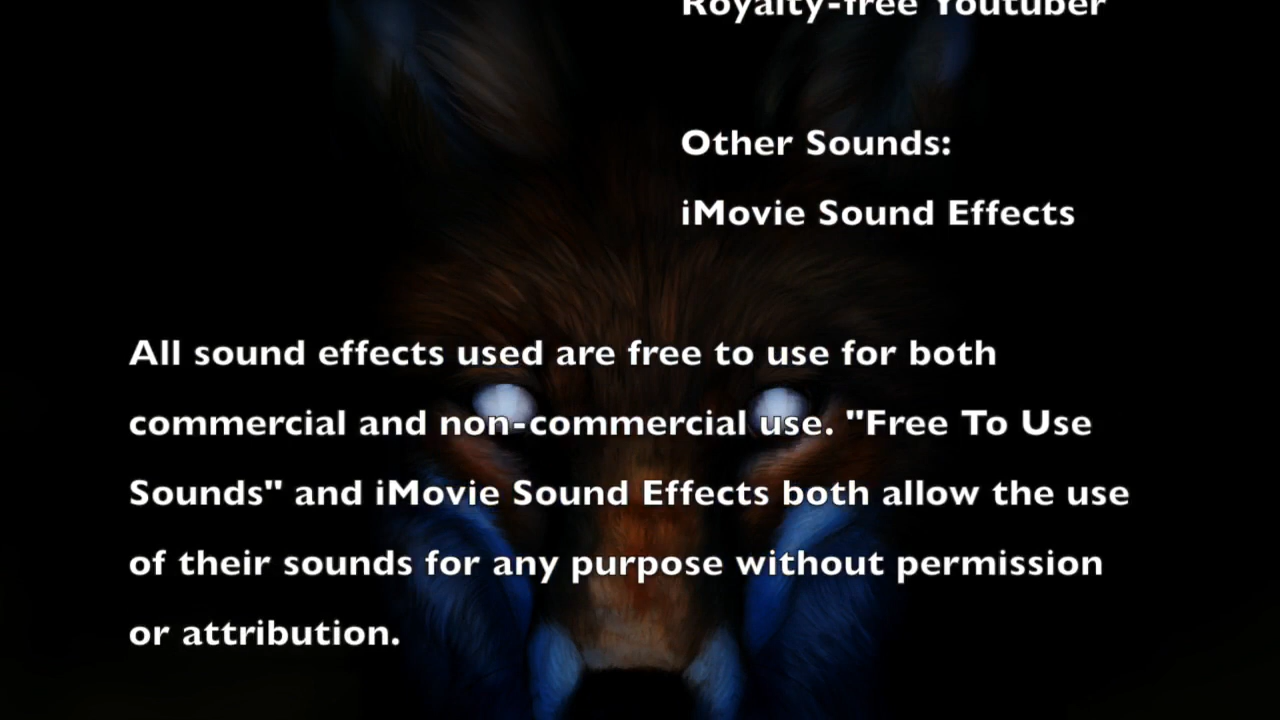 Royalty-free Youtuber
Other Sounds:
iMovie Sound Effects
All sound effects used are free to use for both
commercial and non-commercial use. "Free To Use
Sounds" and iMovie Sound Effects both allow the use
of their sounds for any purpose without permission
or attribution.